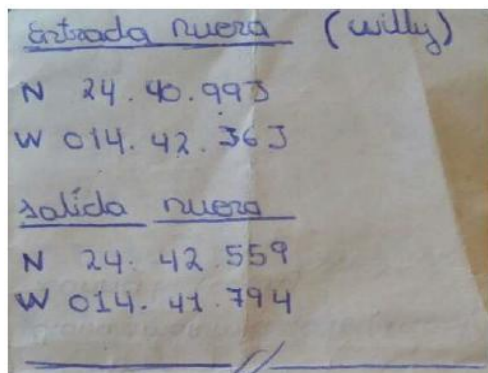 entrada nueva (willy)
N 24.40.993
W 014.42.363
salida nueva
N 24.42.559
W 014.41.794